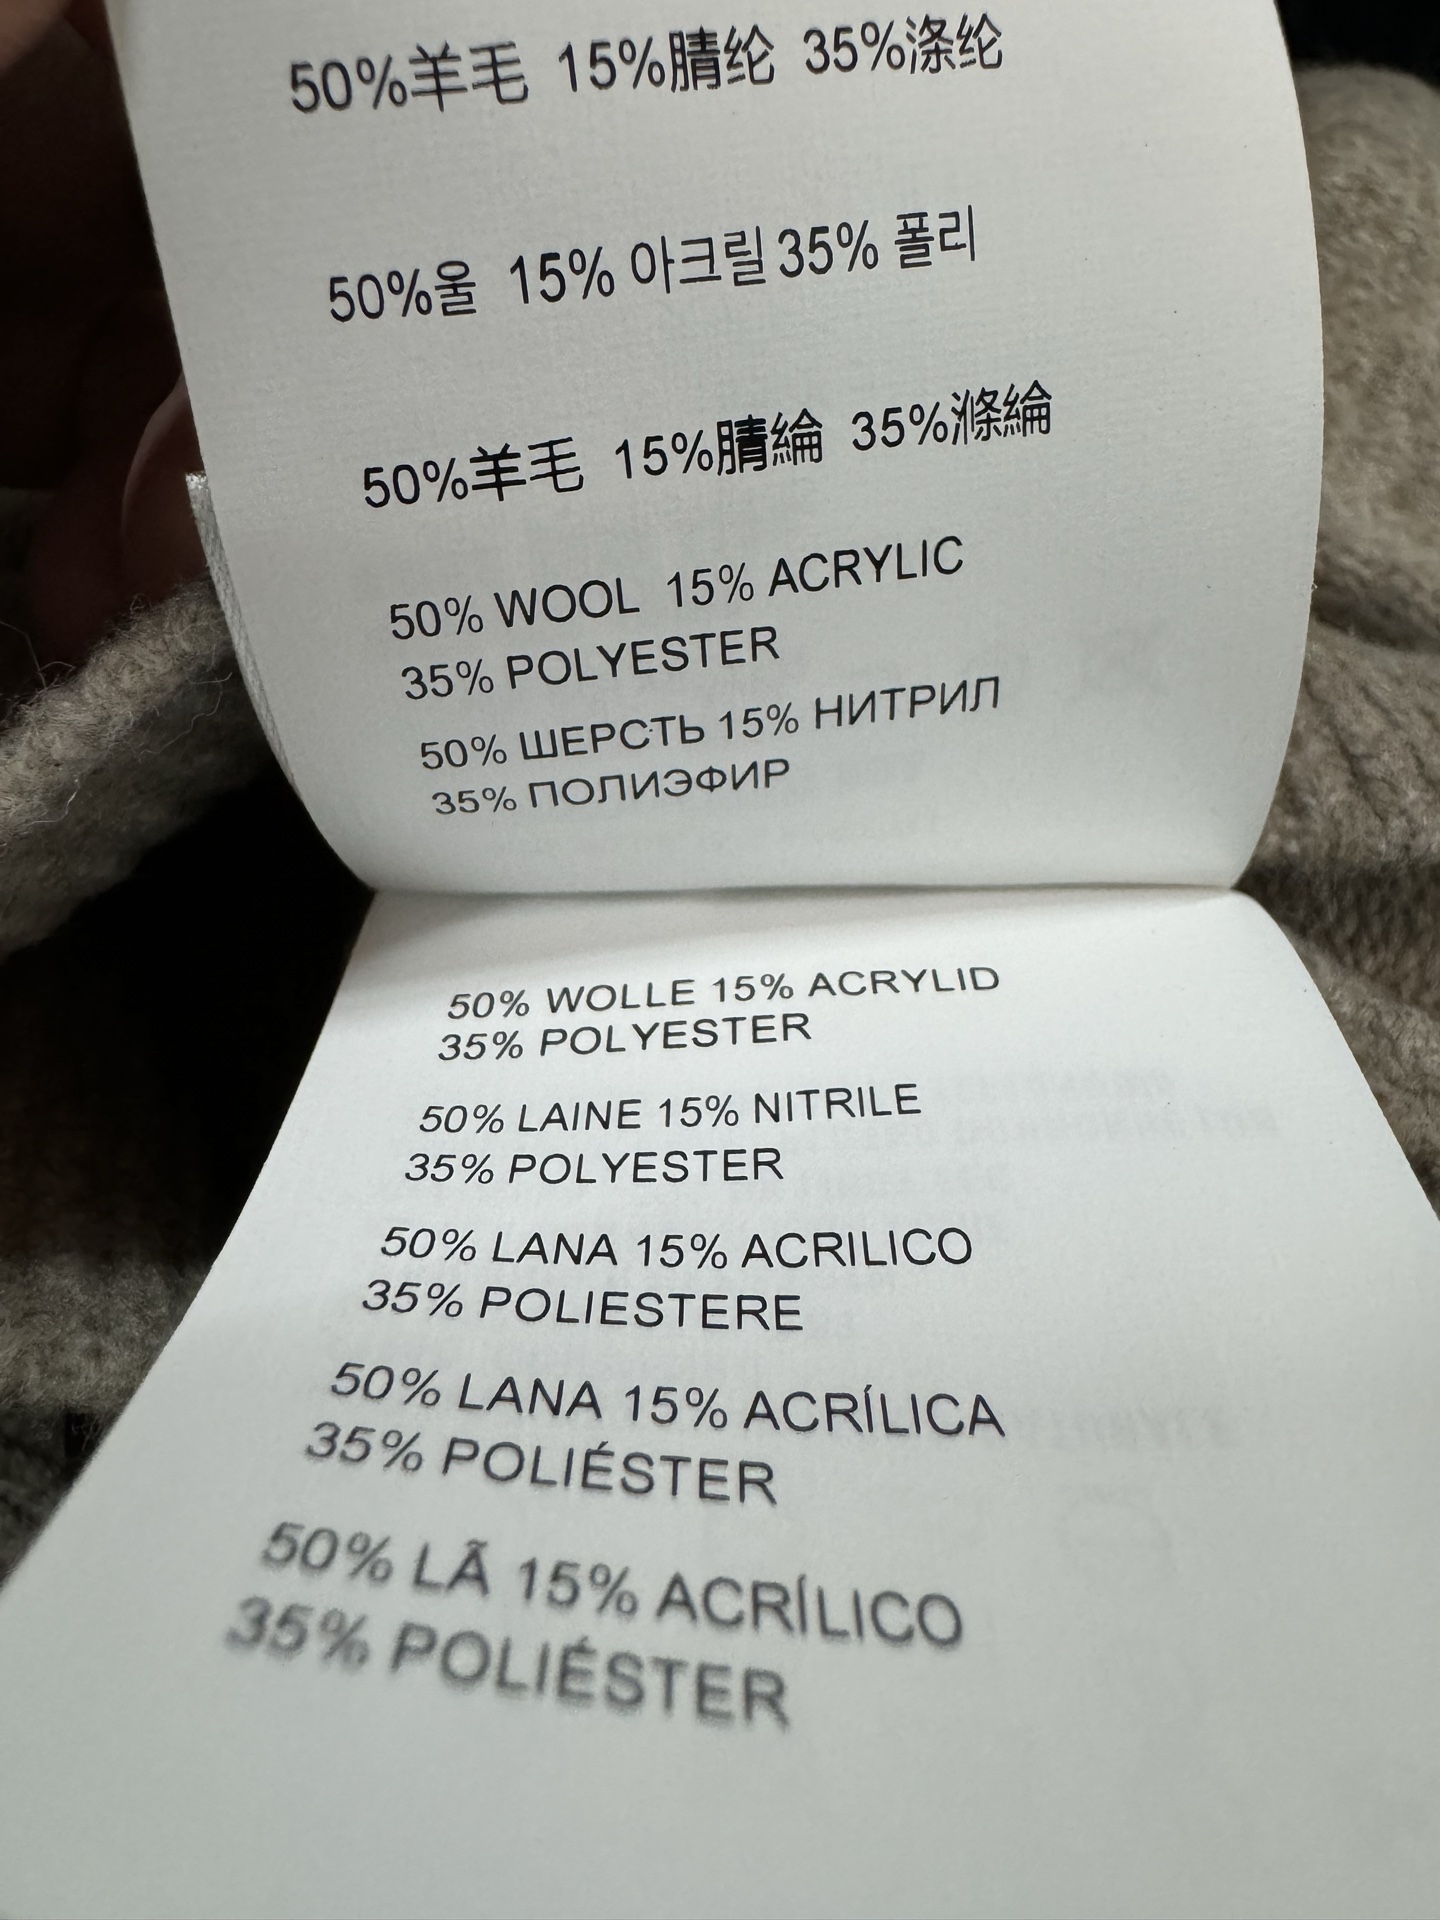 50%羊毛 15%腈纶 35%涤纶
50%울 15% 아크릴 35% 폴리
50%羊毛 15%腈綸 35%滌綸
50% WOOL 15% ACRYLIC
35% POLYESTER
50% ШЕРСТЬ 15% НИТРИЛ
35% ПОЛИЭФИР
50% WOLLE 15% ACRYLID
35% POLYESTER
50% LAINE 15% NITRILE
35% POLYESTER
50% LANA 15% ACRILICO
35% POLIESTERE
50% LANA 15% ACRÍLICA
35% POLIÉSTER
50% LÃ 15% ACRÍLICO
35% POLIÉSTER